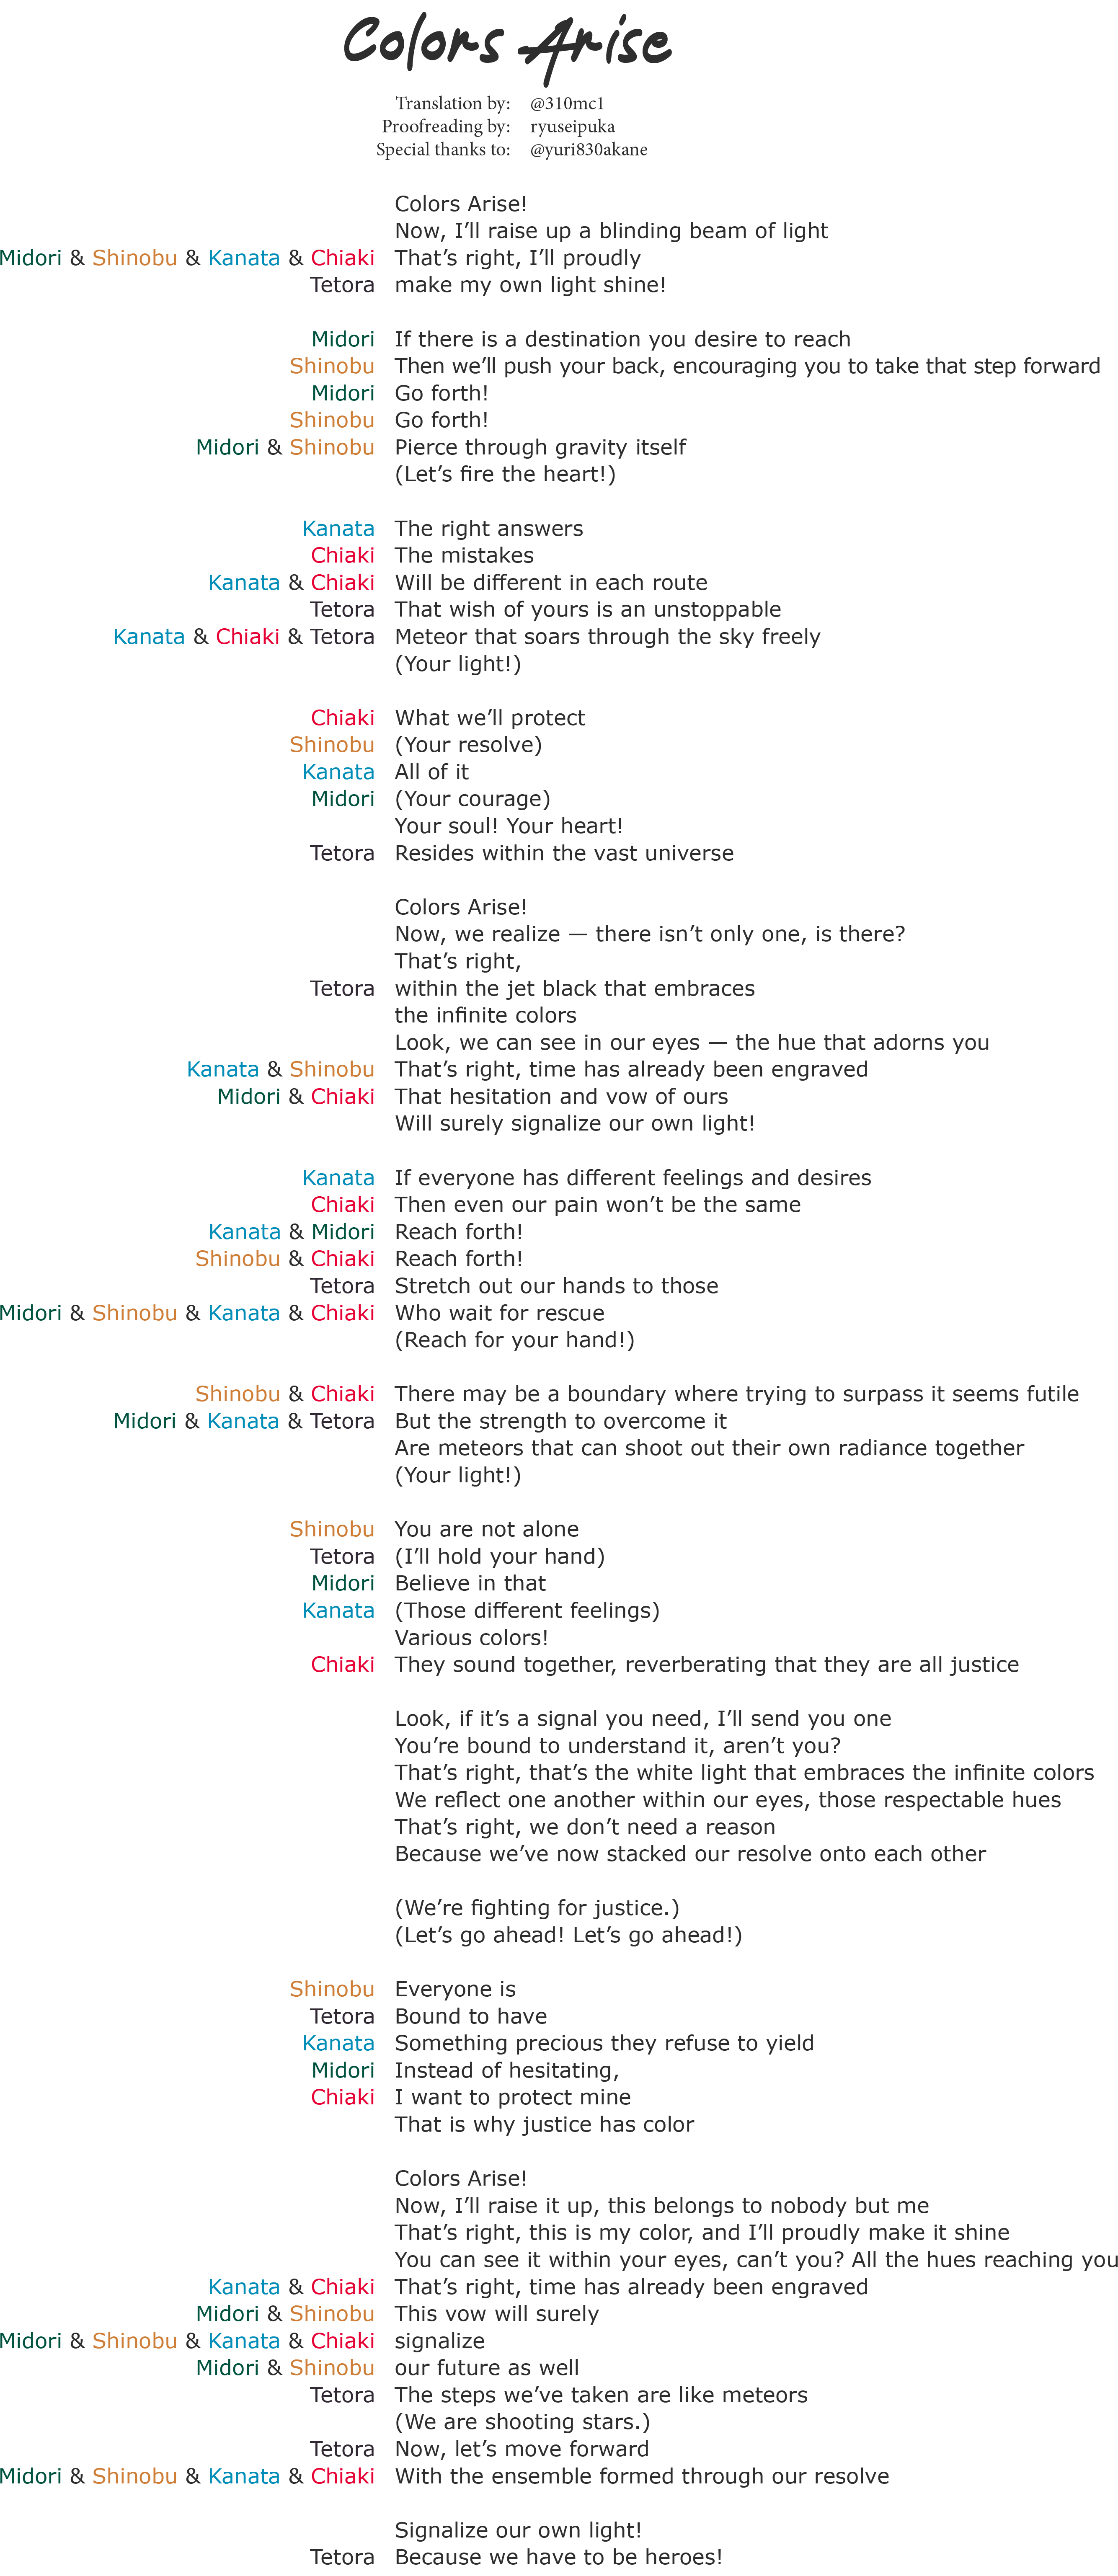 Colors Arise
Translation by: @310mc1
Proofreading by: ryuseipuka
Special thanks to: @yuri830akane
Colors Arise!
Now, I’ll raise up a blinding beam of light
Midori & Shinobu & Kanata & Chiaki That’s right, I’ll proudly
Tetora make my own light shine!
Midori If there is a destination you desire to reach
Shinobu Then we’ll push your back, encouraging you to take that step forward
Midori Go forth!
Shinobu Go forth!
Midori & Shinobu Pierce through gravity itself
(Let’s fire the heart!)
Kanata The right answers
Chiaki The mistakes
Kanata & Chiaki Will be different in each route
Tetora That wish of yours is an unstoppable
Kanata & Chiaki & Tetora Meteor that soars through the sky freely
(Your light!)
Chiaki What we’ll protect
Shinobu (Your resolve)
Kanata All of it
Midori (Your courage)
Your soul! Your heart!
Tetora Resides within the vast universe
Colors Arise!
Now, we realize — there isn’t only one, is there?
That’s right,
Tetora within the jet black that embraces
the infinite colors
Look, we can see in our eyes — the hue that adorns you
Kanata & Shinobu That’s right, time has already been engraved
Midori & Chiaki That hesitation and vow of ours
Will surely signalize our own light!
Kanata If everyone has different feelings and desires
Chiaki Then even our pain won’t be the same
Kanata & Midori Reach forth!
Shinobu & Chiaki Reach forth!
Tetora Stretch out our hands to those
Midori & Shinobu & Kanata & Chiaki Who wait for rescue
(Reach for your hand!)
Shinobu & Chiaki There may be a boundary where trying to surpass it seems futile
Midori & Kanata & Tetora But the strength to overcome it
Are meteors that can shoot out their own radiance together
(Your light!)
Shinobu You are not alone
Tetora (I’ll hold your hand)
Midori Believe in that
Kanata (Those different feelings)
Various colors!
Chiaki They sound together, reverberating that they are all justice
Look, if it’s a signal you need, I’ll send you one
You’re bound to understand it, aren’t you?
That’s right, that’s the white light that embraces the infinite colors
We reflect one another within our eyes, those respectable hues
That’s right, we don’t need a reason
Because we’ve now stacked our resolve onto each other
(We’re fighting for justice.)
(Let’s go ahead! Let’s go ahead!)
Shinobu Everyone is
Tetora Bound to have
Kanata Something precious they refuse to yield
Midori Instead of hesitating,
Chiaki I want to protect mine
That is why justice has color
Colors Arise!
Now, I’ll raise it up, this belongs to nobody but me
That’s right, this is my color, and I’ll proudly make it shine
You can see it within your eyes, can’t you? All the hues reaching you
Kanata & Chiaki That’s right, time has already been engraved
Midori & Shinobu This vow will surely
Midori & Shinobu & Kanata & Chiaki signalize
Midori & Shinobu our future as well
Tetora The steps we’ve taken are like meteors
(We are shooting stars.)
Tetora Now, let’s move forward
Midori & Shinobu & Kanata & Chiaki With the ensemble formed through our resolve
Signalize our own light!
Tetora Because we have to be heroes!